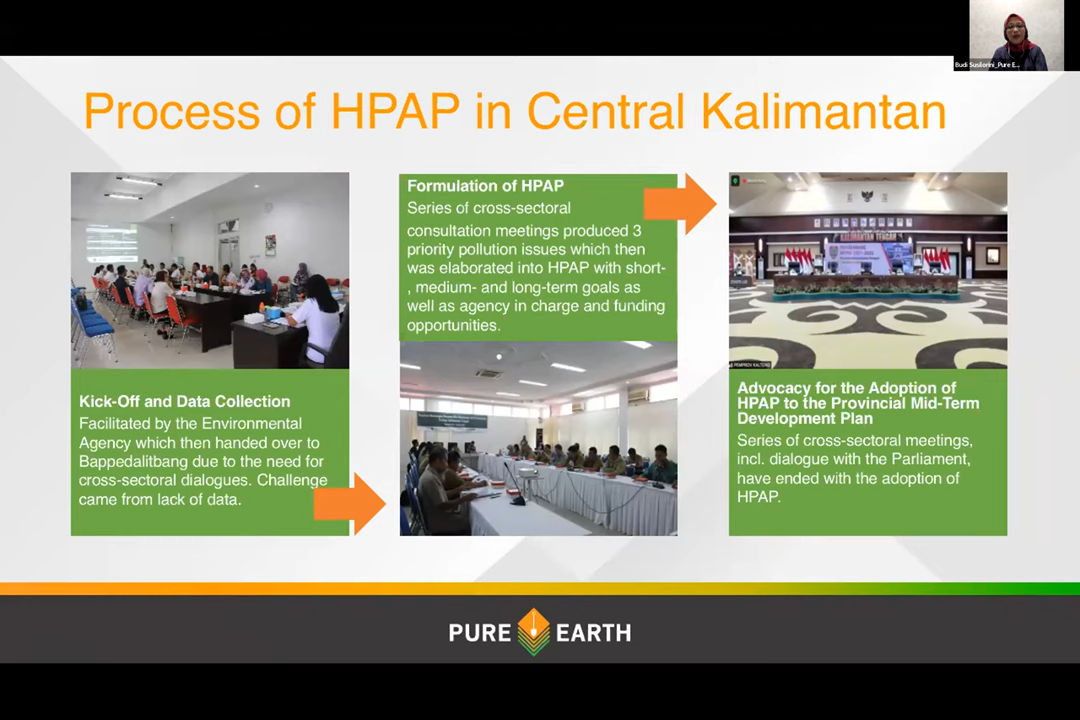 Budi Susilorini_Pure E...
Process of HPAP in Central Kalimantan
Kick-Off and Data Collection
Facilitated by the Environmental
Agency which then handed over to
Bappedalitbang due to the need for
cross-sectoral dialogues. Challenge
came from lack of data.
Formulation of HPAP
Series of cross-sectoral
consultation meetings produced 3
priority pollution issues which then
was elaborated into HPAP with short-
, medium- and long-term goals as
well as agency in charge and funding
opportunities.
KALIMANTAN TENGAH
Advocacy for the Adoption of
HPAP to the Provincial Mid-Term
Development Plan
Series of cross-sectoral meetings,
incl. dialogue with the Parliament,
have ended with the adoption of
HPAP.
PURE EARTH